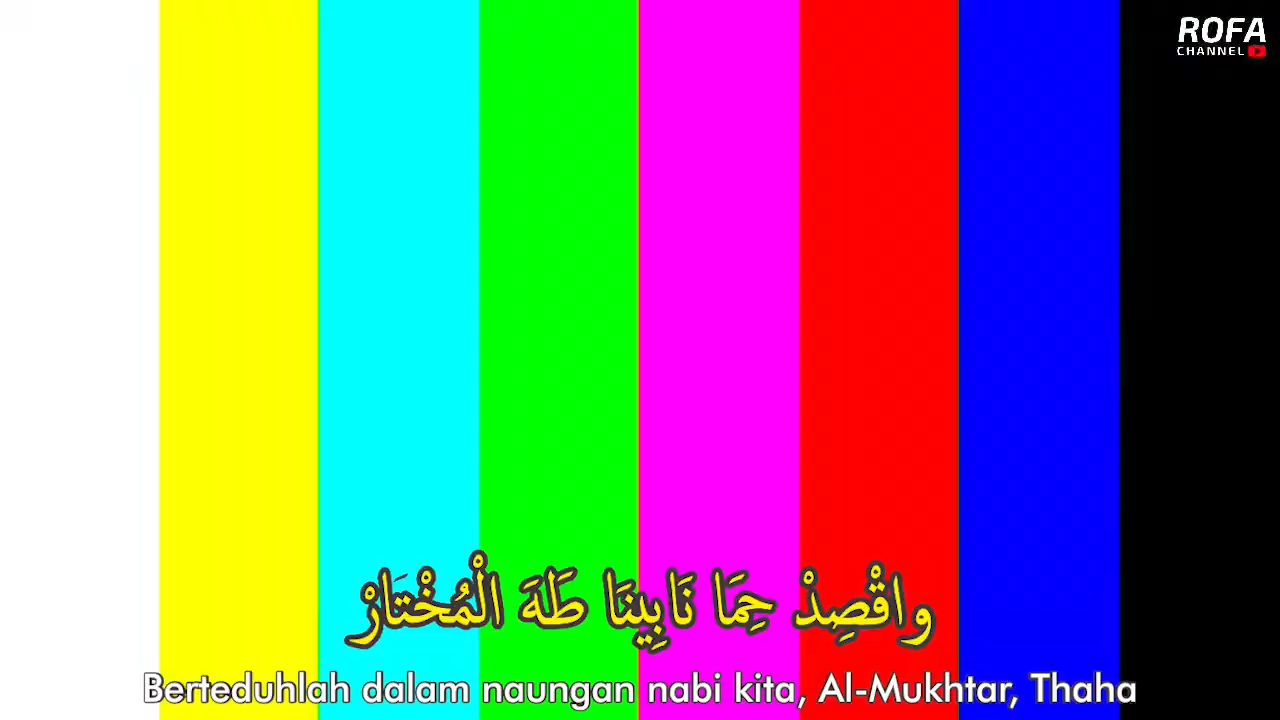 ROFA
CHANNEL
واقْصِدْ حِمَا نَابِينَا طَهَ الْمُخْتَارْ
Berteduhlah dalam naungan nabi kita, Al-Mukhtar, Thaha